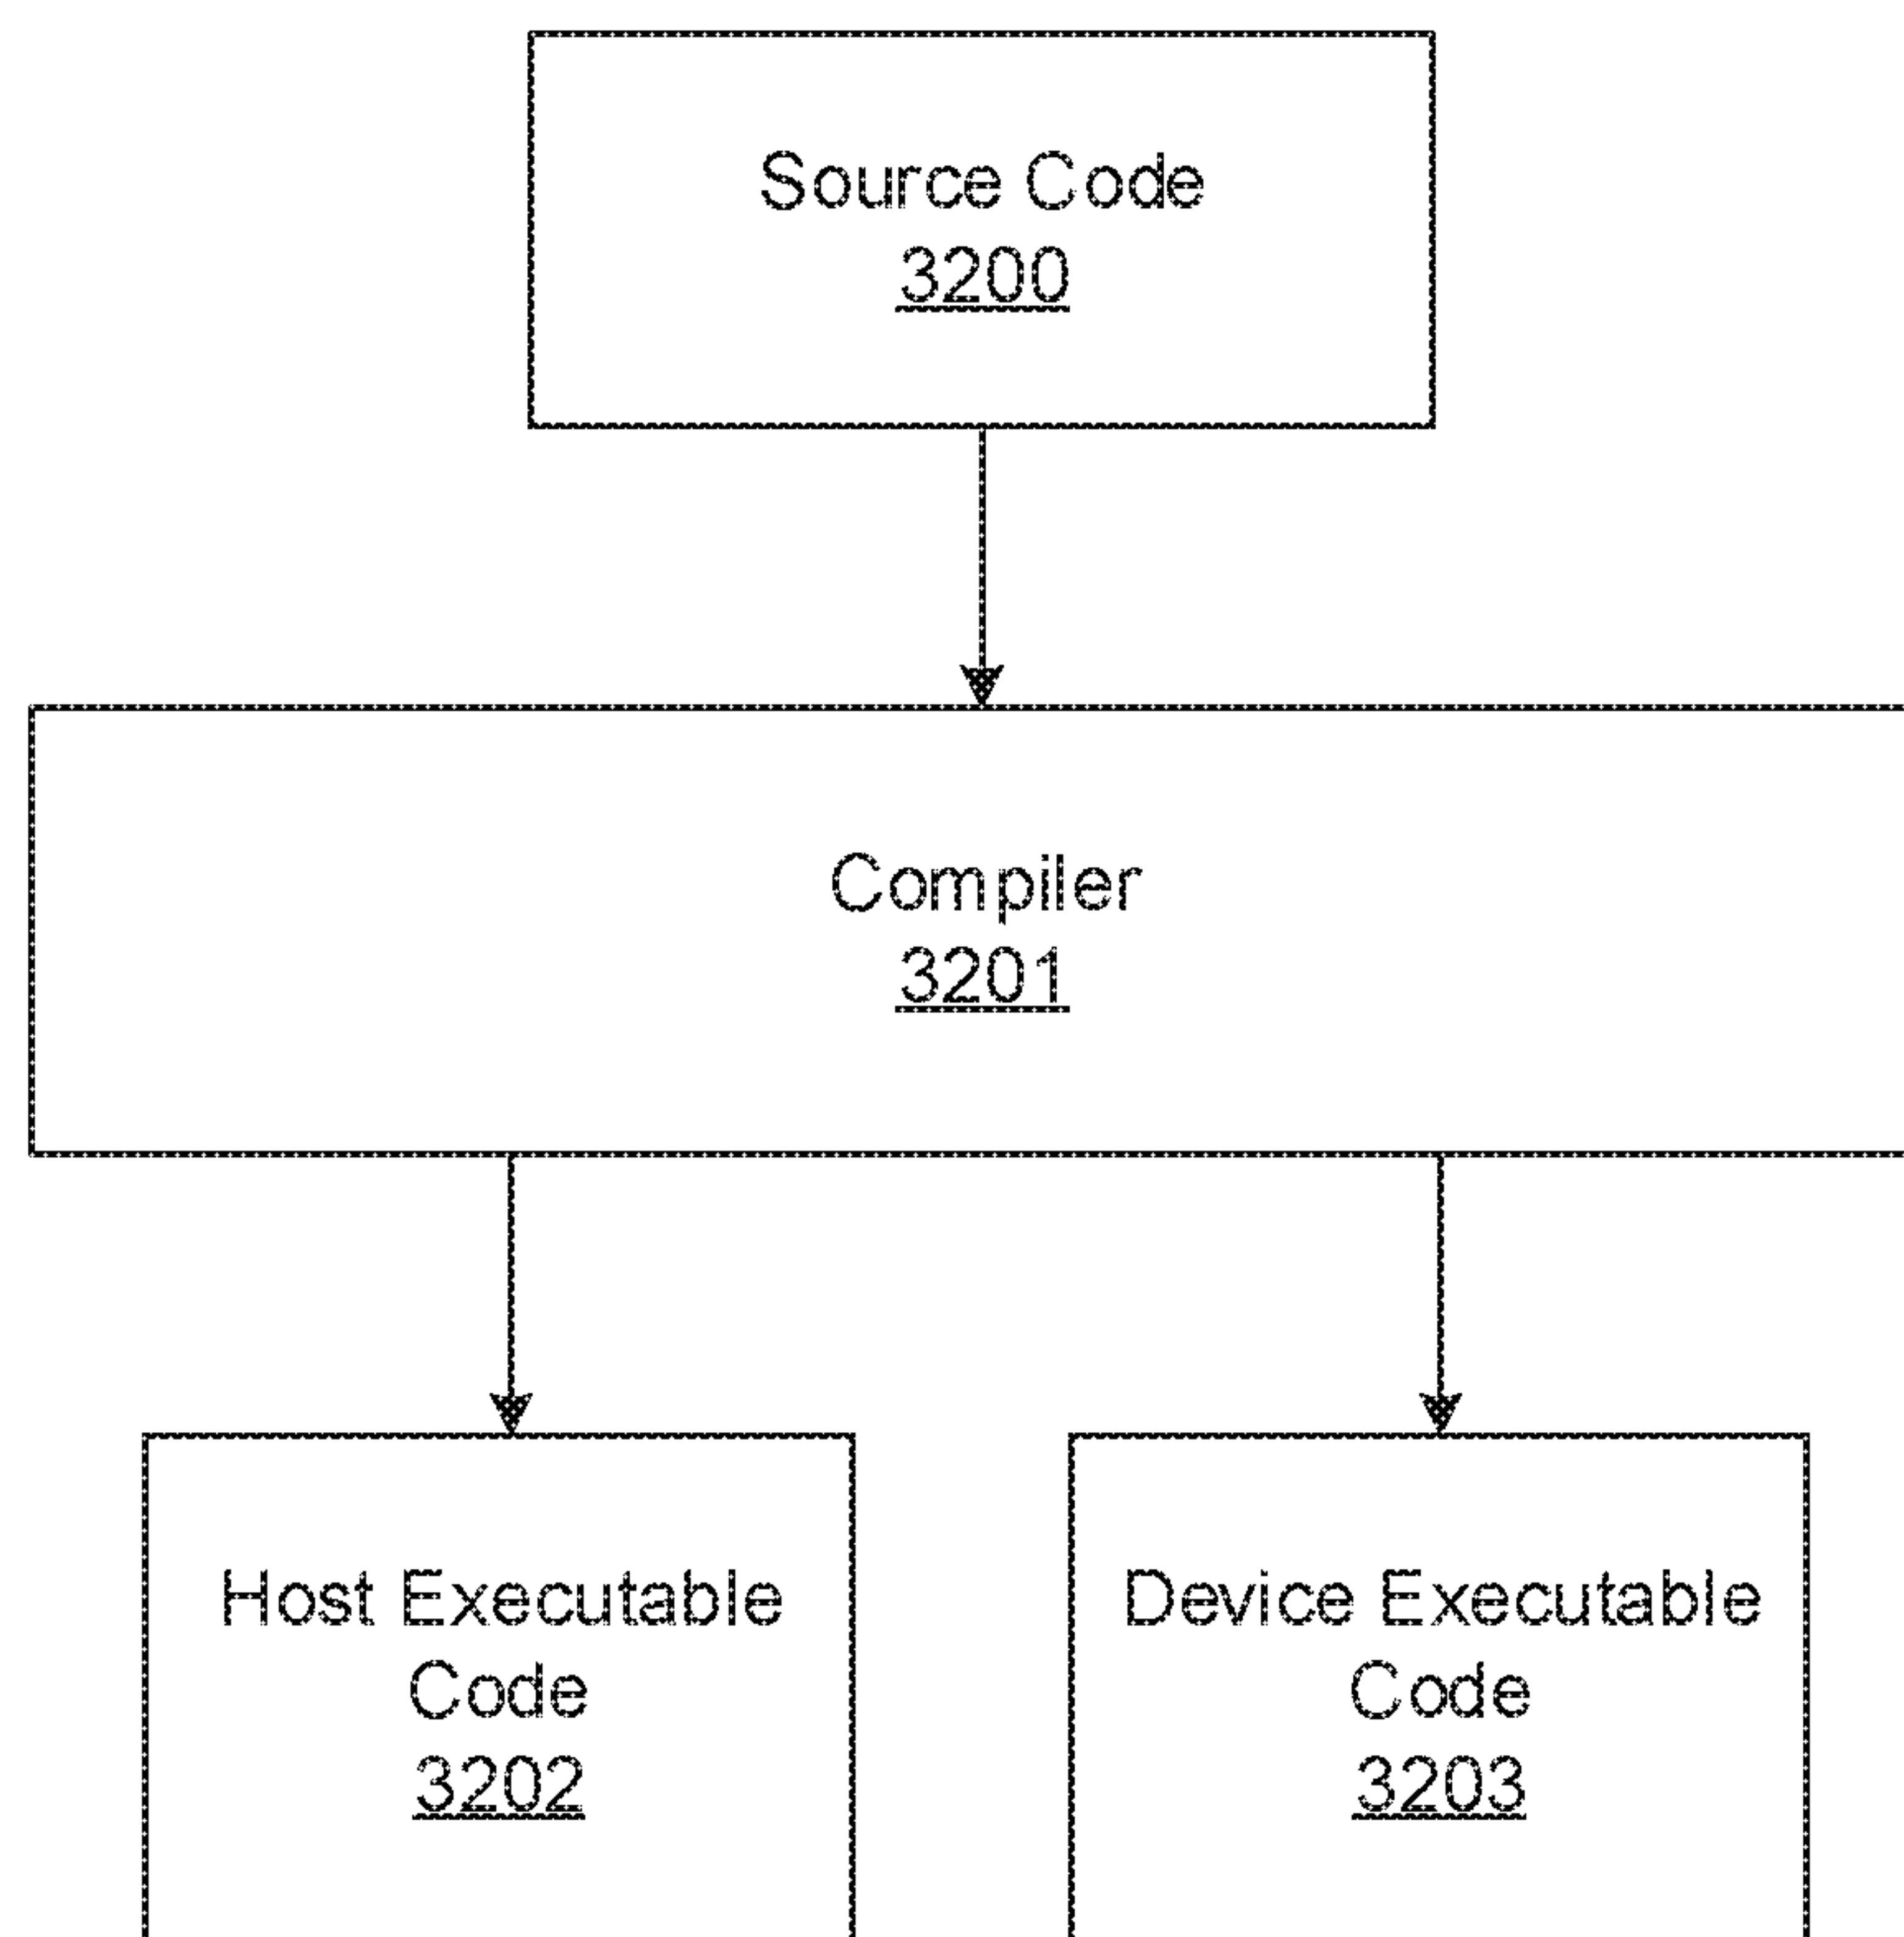 Source Code
3200
Compiler
3201
Host Executable
Code
3202
Device Executable
Code
3203